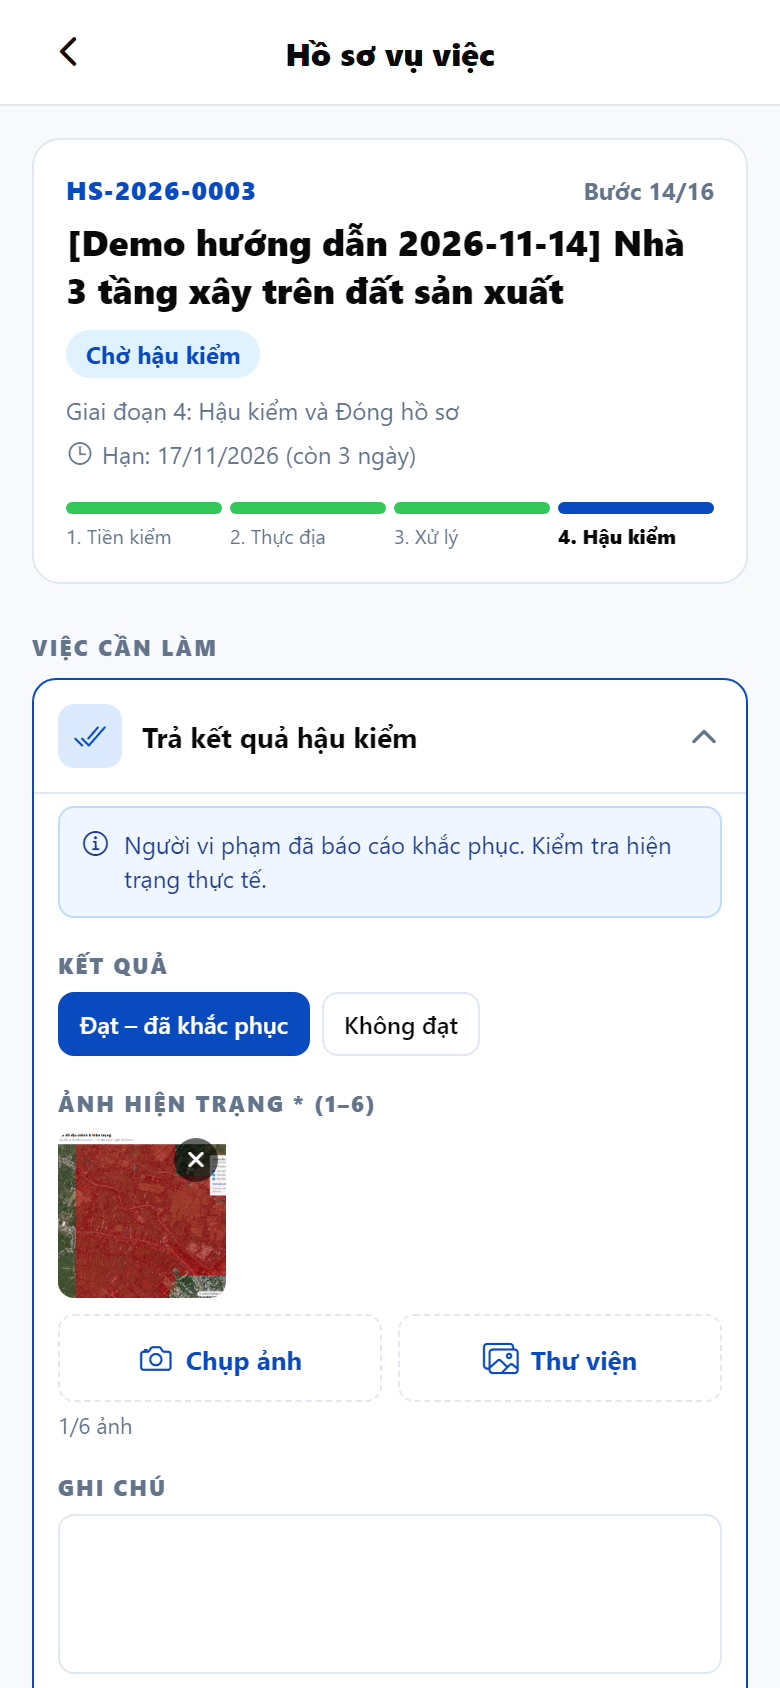 Hồ sơ vụ việc
HS-2026-0003
Bước 14/16
[Demo hướng dẫn 2026-11-14] Nhà
3 tầng xây trên đất sản xuất
Chờ hậu kiểm
Giai đoạn 4: Hậu kiểm và Đóng hồ sơ
Hạn: 17/11/2026 (còn 3 ngày)
1. Tiền kiểm
2. Thực địa
3. Xử lý
4. Hậu kiểm
VIỆC CẦN LÀM
Trả kết quả hậu kiểm
Người vi phạm đã báo cáo khắc phục. Kiểm tra hiện
trạng thực tế.
KẾT QUẢ
Đạt – đã khắc phục
Không đạt
ẢNH HIỆN TRẠNG * (1–6)
Chụp ảnh
Thư viện
1/6 ảnh
GHI CHÚ